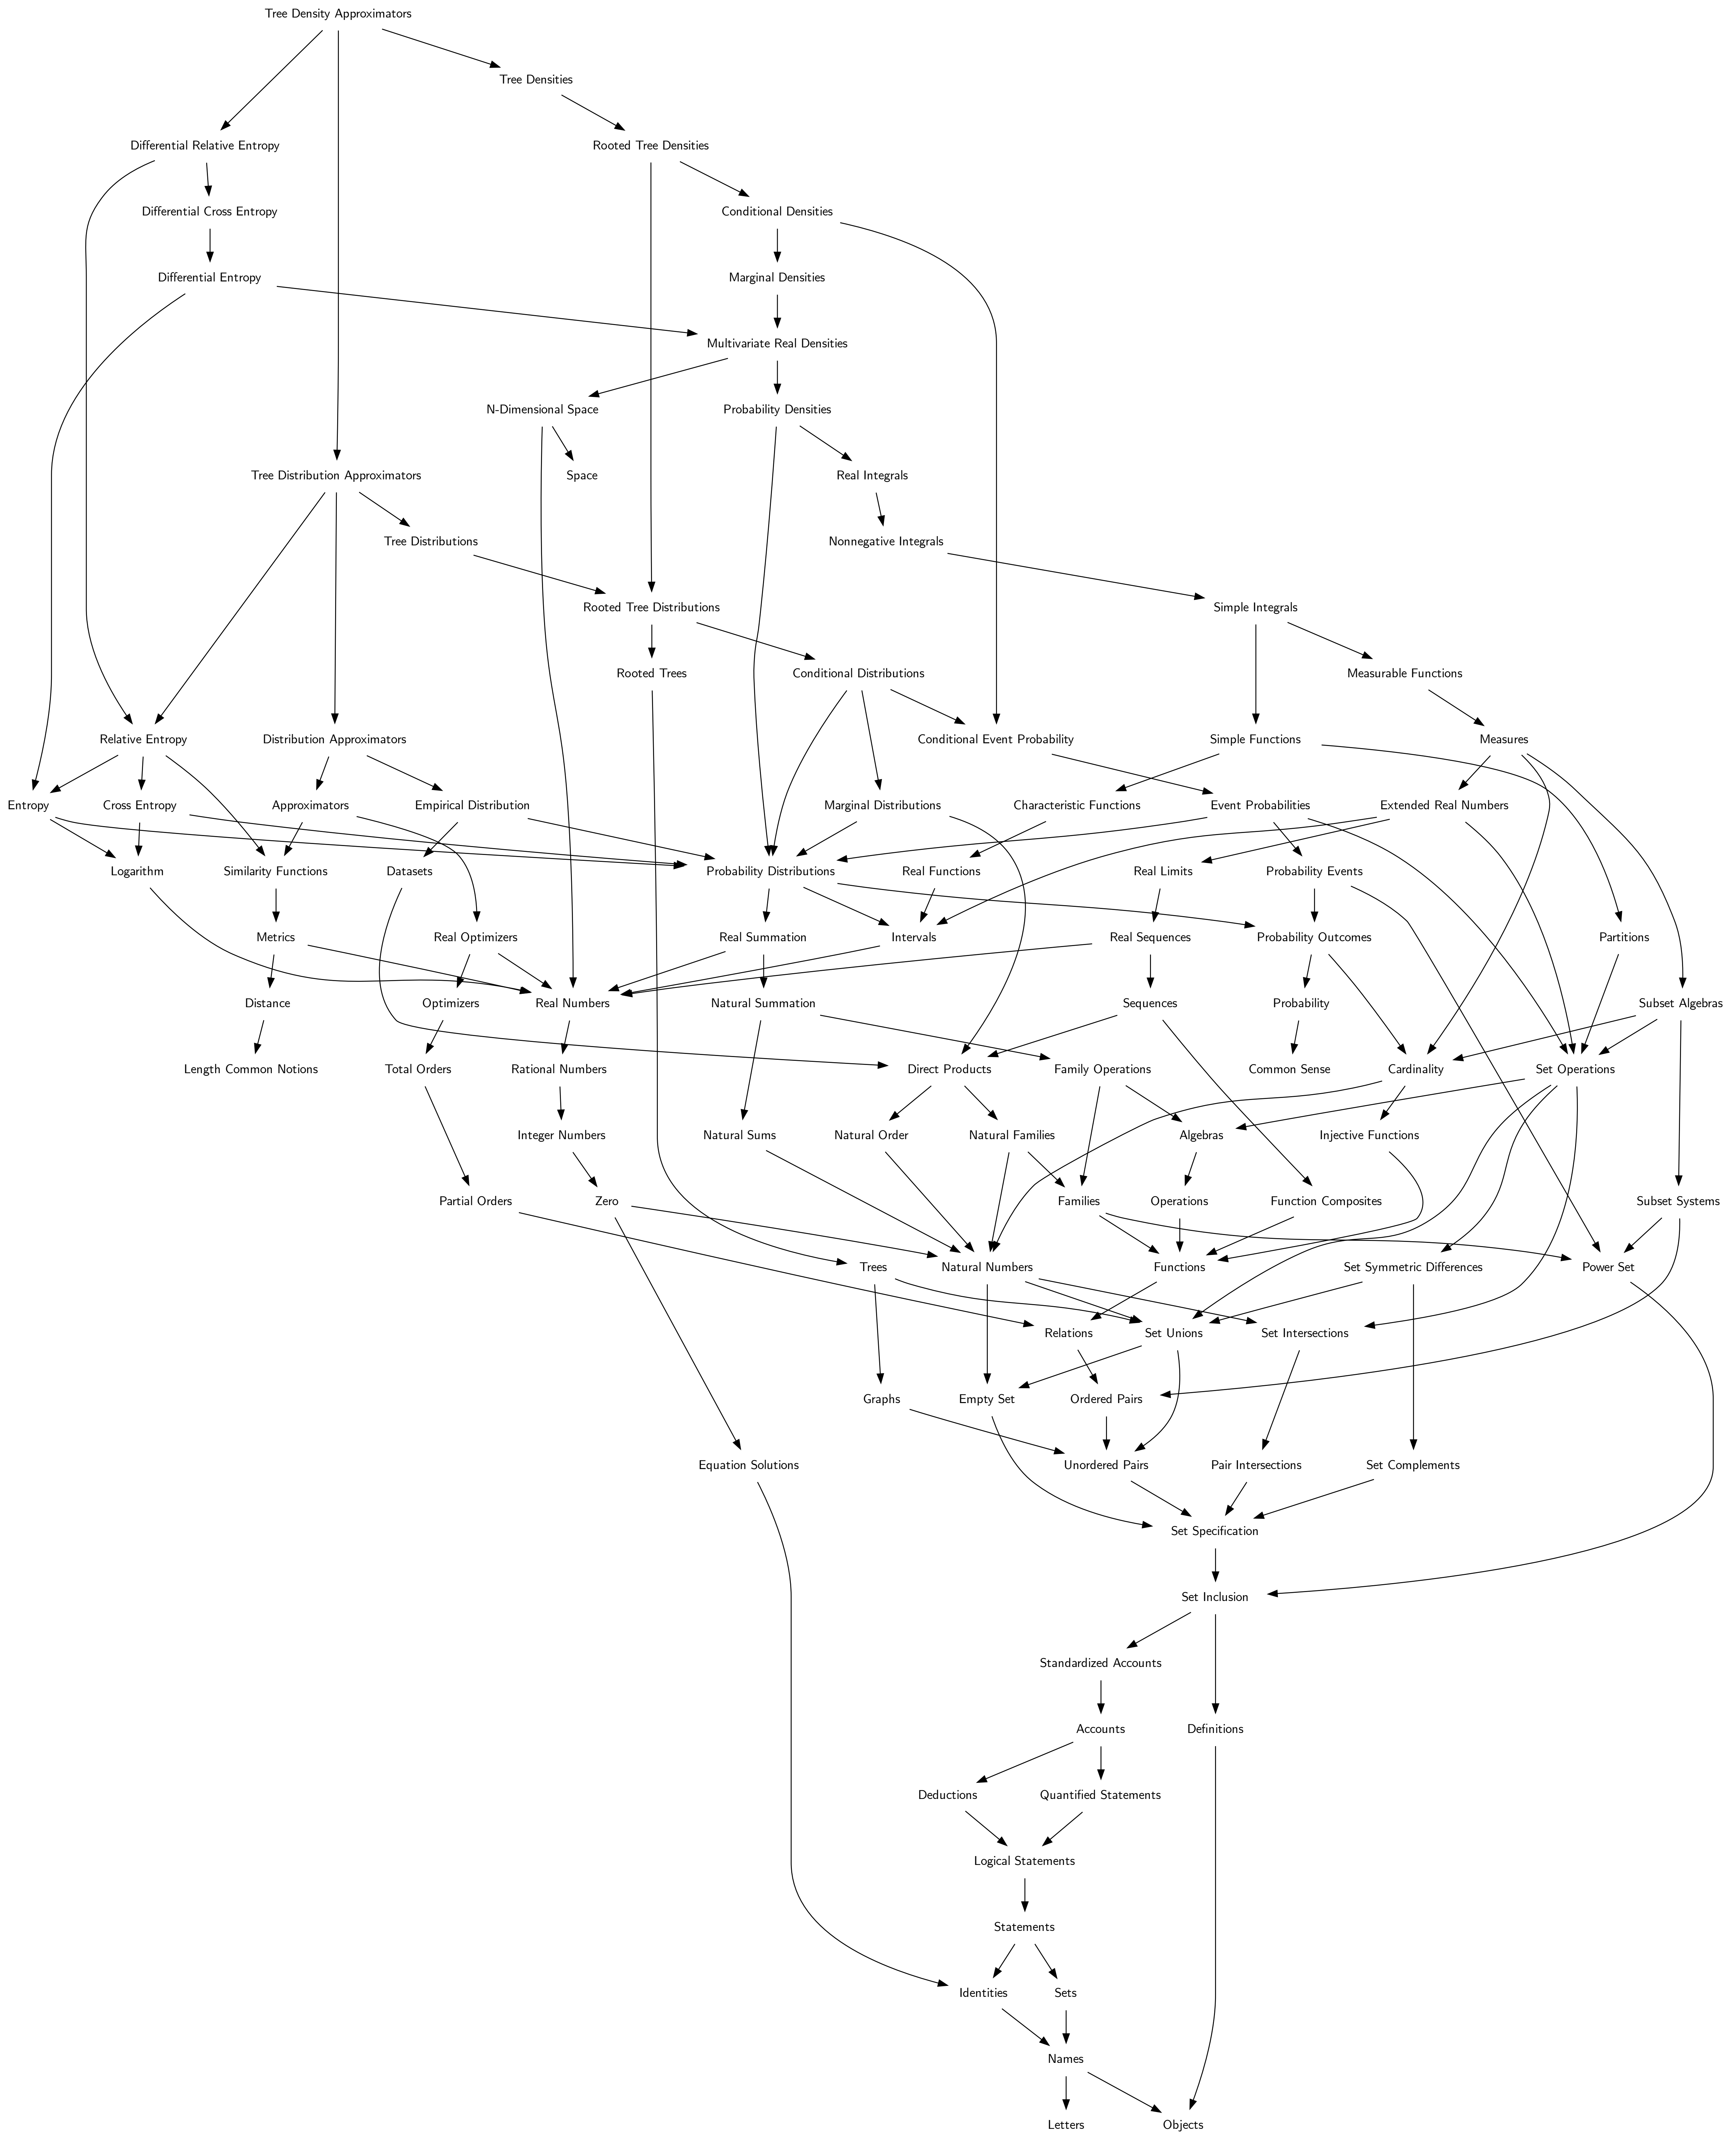 Tree Density Approximators
Tree Densities
Differential Relative Entropy
Rooted Tree Densities
Differential Cross Entropy
Conditional Densities
Differential Entropy
Marginal Densities
Multivariate Real Densities
N-Dimensional Space
Probability Densities
Tree Distribution Approximators
Space
Real Integrals
Tree Distributions
Nonnegative Integrals
Rooted Tree Distributions
Simple Integrals
Rooted Trees
Conditional Distributions
Measurable Functions
Relative Entropy
Distribution Approximators
Conditional Event Probability
Simple Functions
Measures
Entropy
Cross Entropy
Approximators
Empirical Distribution
Marginal Distributions
Characteristic Functions
Event Probabilities
Extended Real Numbers
Logarithm
Similarity Functions
Datasets
Probability Distributions
Real Functions
Real Limits
Probability Events
Metrics
Real Optimizers
Real Summation
Intervals
Real Sequences
Probability Outcomes
Partitions
Distance
Optimizers
Real Numbers
Natural Summation
Sequences
Probability
Subset Algebras
Length Common Notions
Total Orders
Rational Numbers
Direct Products
Family Operations
Common Sense
Cardinality
Set Operations
Integer Numbers
Natural Sums
Natural Order
Natural Families
Algebras
Injective Functions
Partial Orders
Zero
Families
Operations
Function Composites
Subset Systems
Trees
Natural Numbers
Functions
Set Symmetric Differences
Power Set
Relations
Set Unions
Set Intersections
Graphs
Empty Set
Ordered Pairs
Equation Solutions
Unordered Pairs
Pair Intersections
Set Complements
Set Specification
Set Inclusion
Standardized Accounts
Accounts
Definitions
Deductions
Quantified Statements
Logical Statements
Statements
Identities
Sets
Names
Letters
Objects